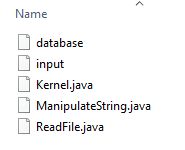 Name
database
input
Kernel.java
ManipulateString.java
ReadFile.java